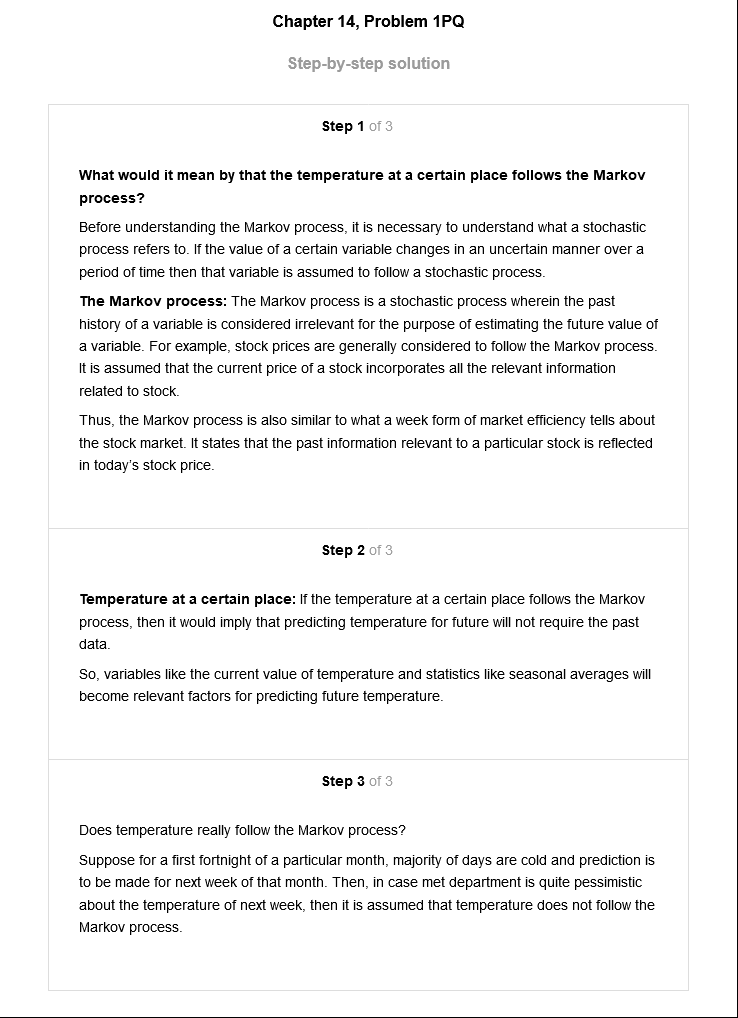 Chapter 14, Problem 1PQ
Step-by-step solution
Step 1 of 3
What would it mean by that the temperature at a certain place follows the Markov
process?
Before understanding the Markov process, it is necessary to understand what a stochastic
process refers to. If the value of a certain variable changes in an uncertain manner over a
period of time then that variable is assumed to follow a stochastic process.
The Markov process: The Markov process is a stochastic process wherein the past
history of a variable is considered irrelevant for the purpose of estimating the future value of
a variable. For example, stock prices are generally considered to follow the Markov process.
It is assumed that the current price of a stock incorporates all the relevant information
related to stock.
Thus, the Markov process is also similar to what a week form of market efficiency tells about
the stock market. It states that the past information relevant to a particular stock is reflected
in today's stock price.
Step 2 of 3
Temperature at a certain place: If the temperature at a certain place follows the Markov
process, then it would imply that predicting temperature for future will not require the past
data.
So, variables like the current value of temperature and statistics like seasonal averages will
become relevant factors for predicting future temperature.
Step 3 of 3
Does temperature really follow the Markov process?
Suppose for a first fortnight of a particular month, majority of days are cold and prediction is
to be made for next week of that month. Then, in case met department is quite pessimistic
about the temperature of next week, then it is assumed that temperature does not follow the
Markov process.